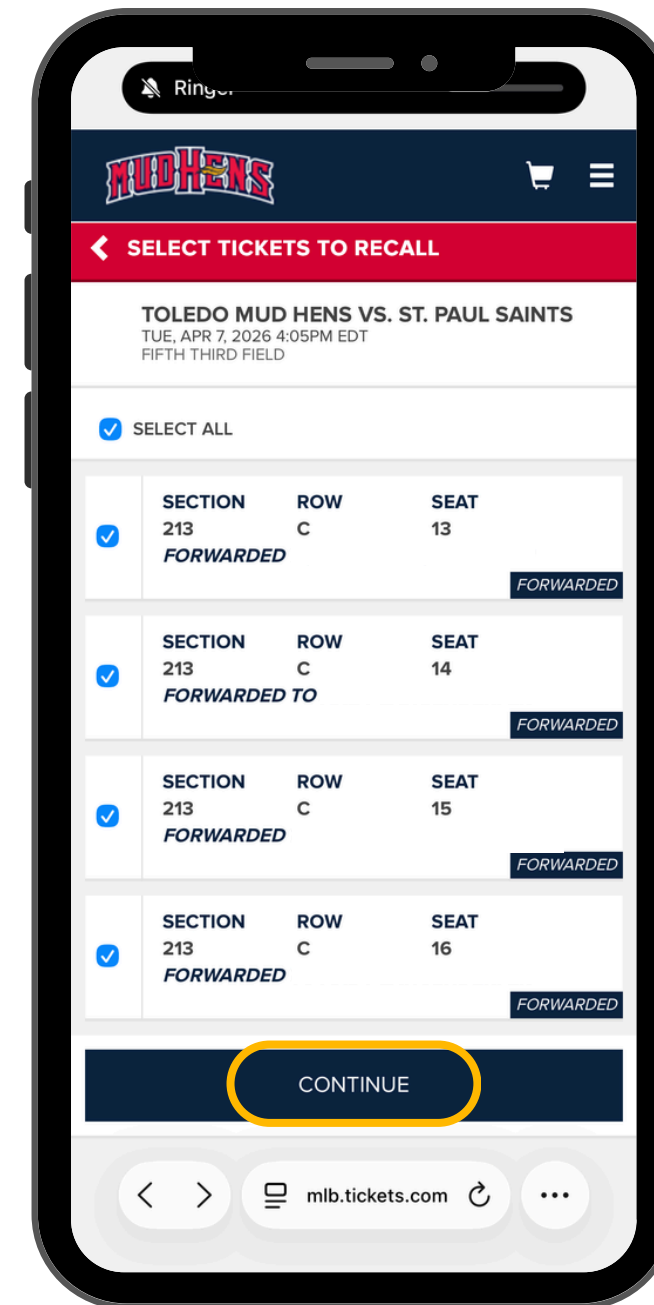 Ringer
MUDHENS
SELECT TICKETS TO RECALL
TOLEDO MUD HENS VS. ST. PAUL SAINTS
TUE, APR 7, 2026 4:05PM EDT
FIFTH THIRD FIELD
SELECT ALL
SECTION ROW SEAT
213 C 13
FORWARDED
FORWARDED
SECTION ROW SEAT
213 C 14
FORWARDED TO
FORWARDED
SECTION ROW SEAT
213 C 15
FORWARDED
FORWARDED
SECTION ROW SEAT
213 C 16
FORWARDED
FORWARDED
CONTINUE
mlb.tickets.com